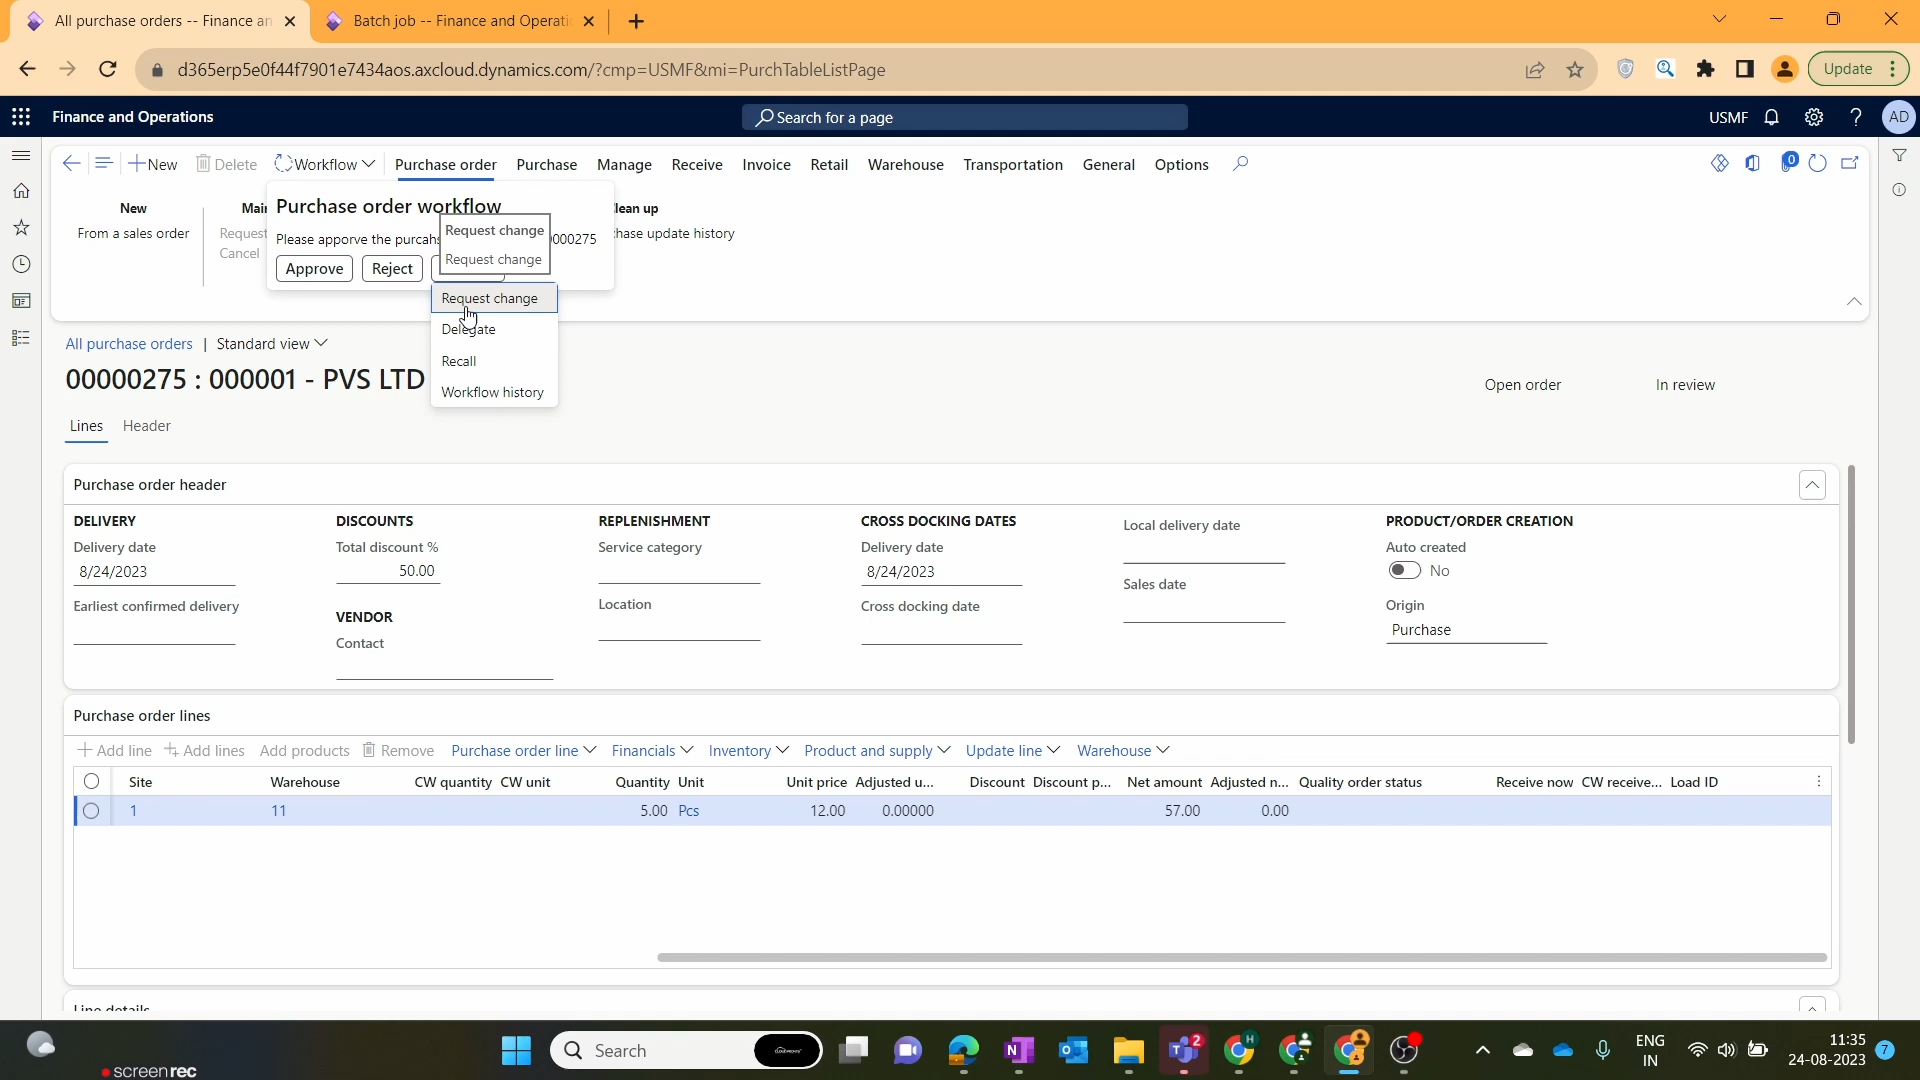 All purchase orders -- Finance an
Batch job -- Finance and Operati
d365erp5e0f44f7901e7434aos.axcloud.dynamics.com/?cmp=USMF&mi=PurchTableListPage
Update
Finance and Operations
Search for a page
USMF
AD
New
Delete
Workflow
Purchase order
Purchase
Manage
Receive
Invoice
Retail
Warehouse
Transportation
General
Options
0
New
From a sales order
Request
Cancel
lean up
hase update history
Purchase order workflow
Please apporve the purcahs
000275
Approve
Reject
Request change
Request change
Request change
Delegate
Recall
Workflow history
All purchase orders | Standard view
00000275 : 000001 - PVS LTD
Open order
In review
Lines
Header
Purchase order header
DELIVERY
Delivery date
8/24/2023
Earliest confirmed delivery
DISCOUNTS
Total discount %
50.00
VENDOR
Contact
REPLENISHMENT
Service category
Location
CROSS DOCKING DATES
Delivery date
8/24/2023
Cross docking date
Local delivery date
Sales date
PRODUCT/ORDER CREATION
Auto created
No
Origin
Purchase
Purchase order lines
Add line
Add lines
Add products
Remove
Purchase order line
Financials
Inventory
Product and supply
Update line
Warehouse
Site Warehouse CW quantity CW unit Quantity Unit Unit price Adjusted u... Discount Discount p... Net amount Adjusted n... Quality order status Receive now CW receive... Load ID
1 11 5.00 Pcs 12.00 0.00000 57.00 0.00
Line details
screenrec
Search
2
H
ENG
IN
11:35
24-08-2023
7